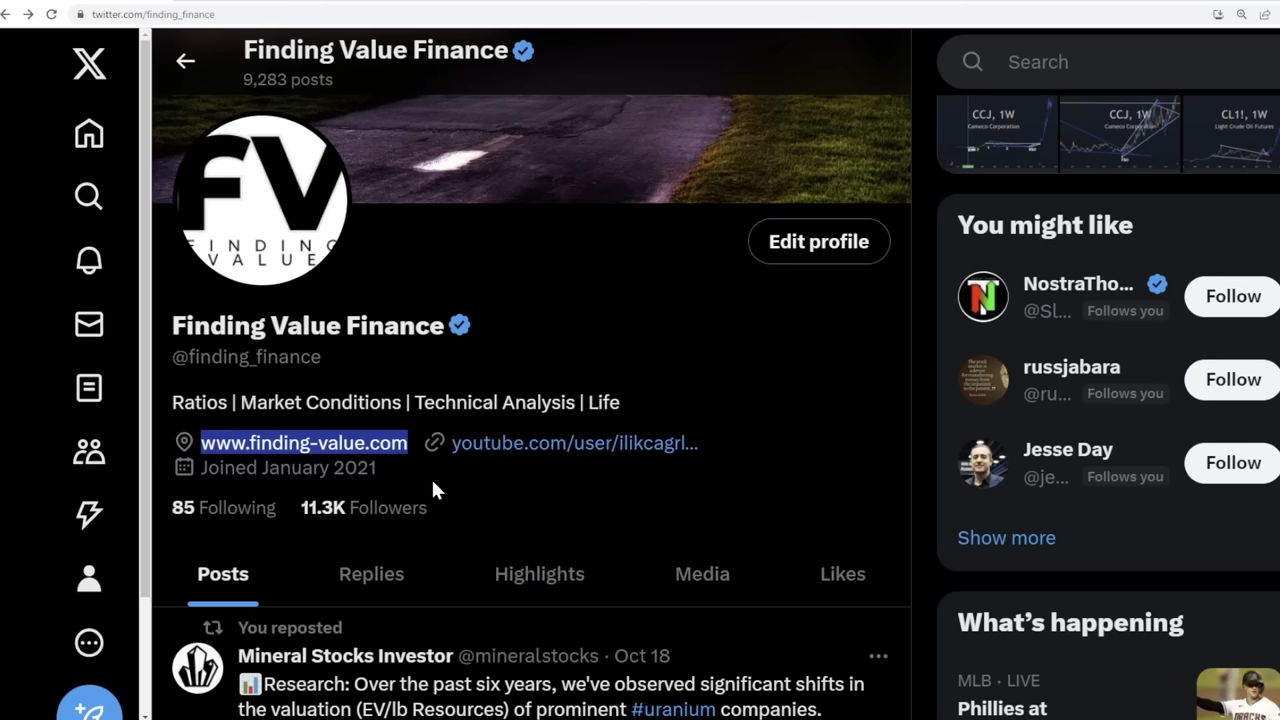 twitter.com/finding_finance
Finding Value Finance
9,283 posts
FV
FINDING
VALUE
Edit profile
Finding Value Finance
@finding_finance
Ratios | Market Conditions | Technical Analysis | Life
www.finding-value.com youtube.com/user/ilikcagrl...
Joined January 2021
85 Following 11.3K Followers
Posts Replies Highlights Media Likes
You reposted
Mineral Stocks Investor @mineralstocks · Oct 18
Research: Over the past six years, we've observed significant shifts in
the valuation (EV/lb Resources) of prominent #uranium companies.
Search
CCJ, 1W
Cameco Corporation
CCJ, 1W
Cameco Corporation
CL1!, 1W
Light Crude Oil Futures
You might like
NostraTho...
@Sl... Follows you
Follow
russjabara
@ru... Follows you
Follow
Jesse Day
@je... Follows you
Follow
Show more
What's happening
MLB · LIVE
Phillies at